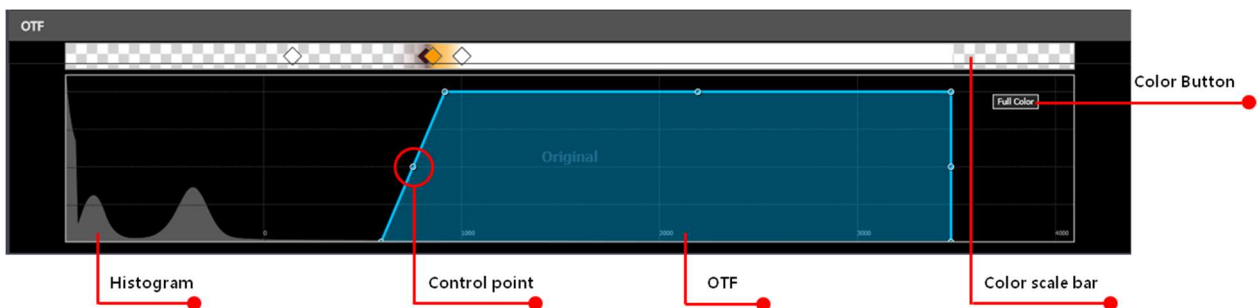 OTF
Full Color
Color Button
Original
0
1000
2000
3000
4000
Histogram
Control point
OTF
Color scale bar